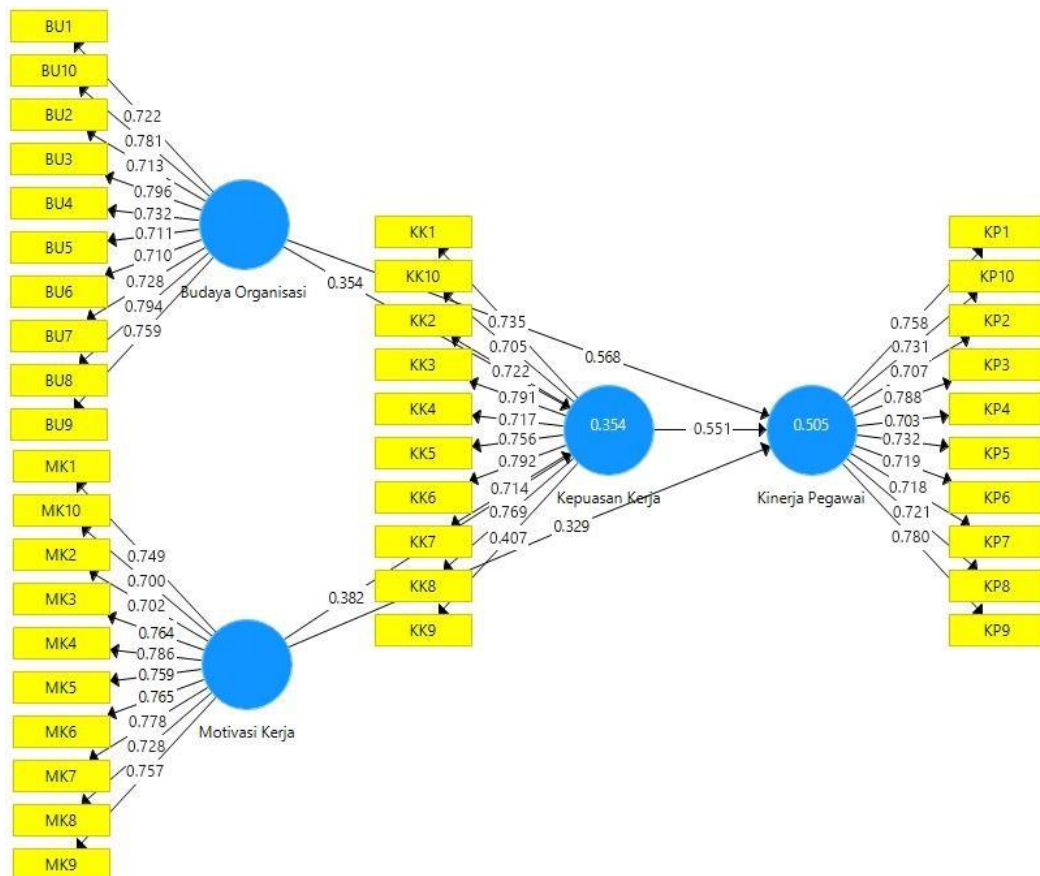 BU1
BU10
BU2
BU3
BU4
BU5
BU6
BU7
BU8
BU9
0.722
0.781
0.713
0.796
0.732
0.711
0.710
0.728
0.794
0.759
Budaya Organisasi
MK1
MK10
MK2
MK3
MK4
MK5
MK6
MK7
MK8
MK9
0.749
0.700
0.702
0.764
0.786
0.759
0.765
0.778
0.728
0.757
Motivasi Kerja
0.354
0.382
KK1
KK10
KK2
KK3
KK4
KK5
KK6
KK7
KK8
KK9
0.735
0.705
0.722
0.791
0.717
0.756
0.792
0.714
0.769
0.407
0.354
Kepuasan Kerja
0.568
0.551
0.329
0.505
Kinerja Pegawai
0.758
0.731
0.707
0.788
0.703
0.732
0.719
0.718
0.721
0.780
KP1
KP10
KP2
KP3
KP4
KP5
KP6
KP7
KP8
KP9